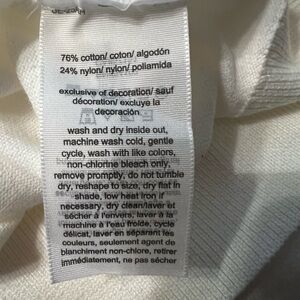 76% cotton/ coton/ algodón
24% nylon/ nylon/ poliamida
exclusive of decoration/ sauf
décoration/ excluye la
decoración
wash and dry inside out,
machine wash cold, gentle
cycle, wash with like colors,
non-chlorine bleach only,
remove promptly, do not tumble
dry, reshape to size, dry flat in
shade, low heat iron if
necessary, dry clean/laver et
sécher à l'envers, laver à la
machine à l'eau froide, cycle
délicat, laver en séparant les
couleurs, seulement agent de
blanchiment non-chlore, retirer
immédiatement, ne pas sécher